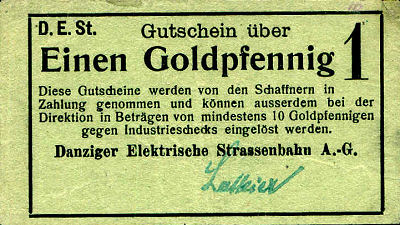 D. E. St. Gutschein über
Einen Goldpfennig 1
Diese Gutscheine werden von den Schaffnern in
Zahlung genommen und können ausserdem bei der
Direktion in Beträgen von mindestens 10 Goldpfennigen
gegen Industrieschecks eingelöst werden.
Danziger Elektrische Strassenbahn A.-G.